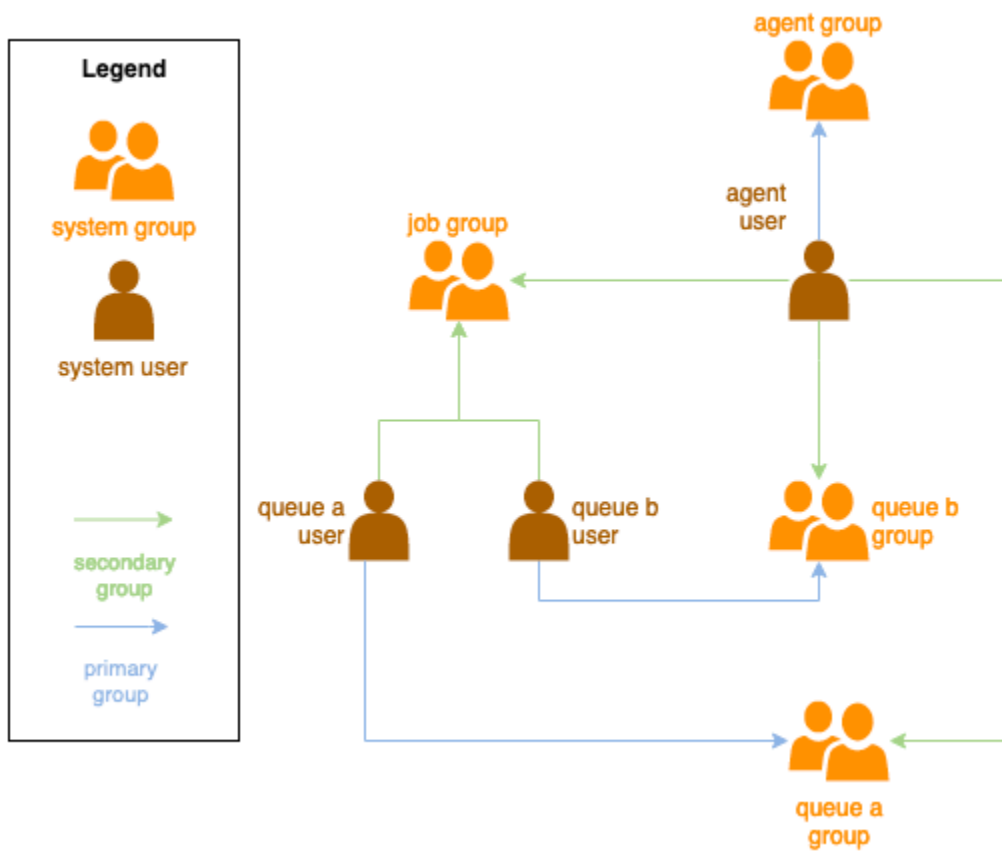 Legend
system group
system user
secondary
group
primary
group
agent group
agent
user
job group
queue a
user
queue b
user
queue b
group
queue a
group